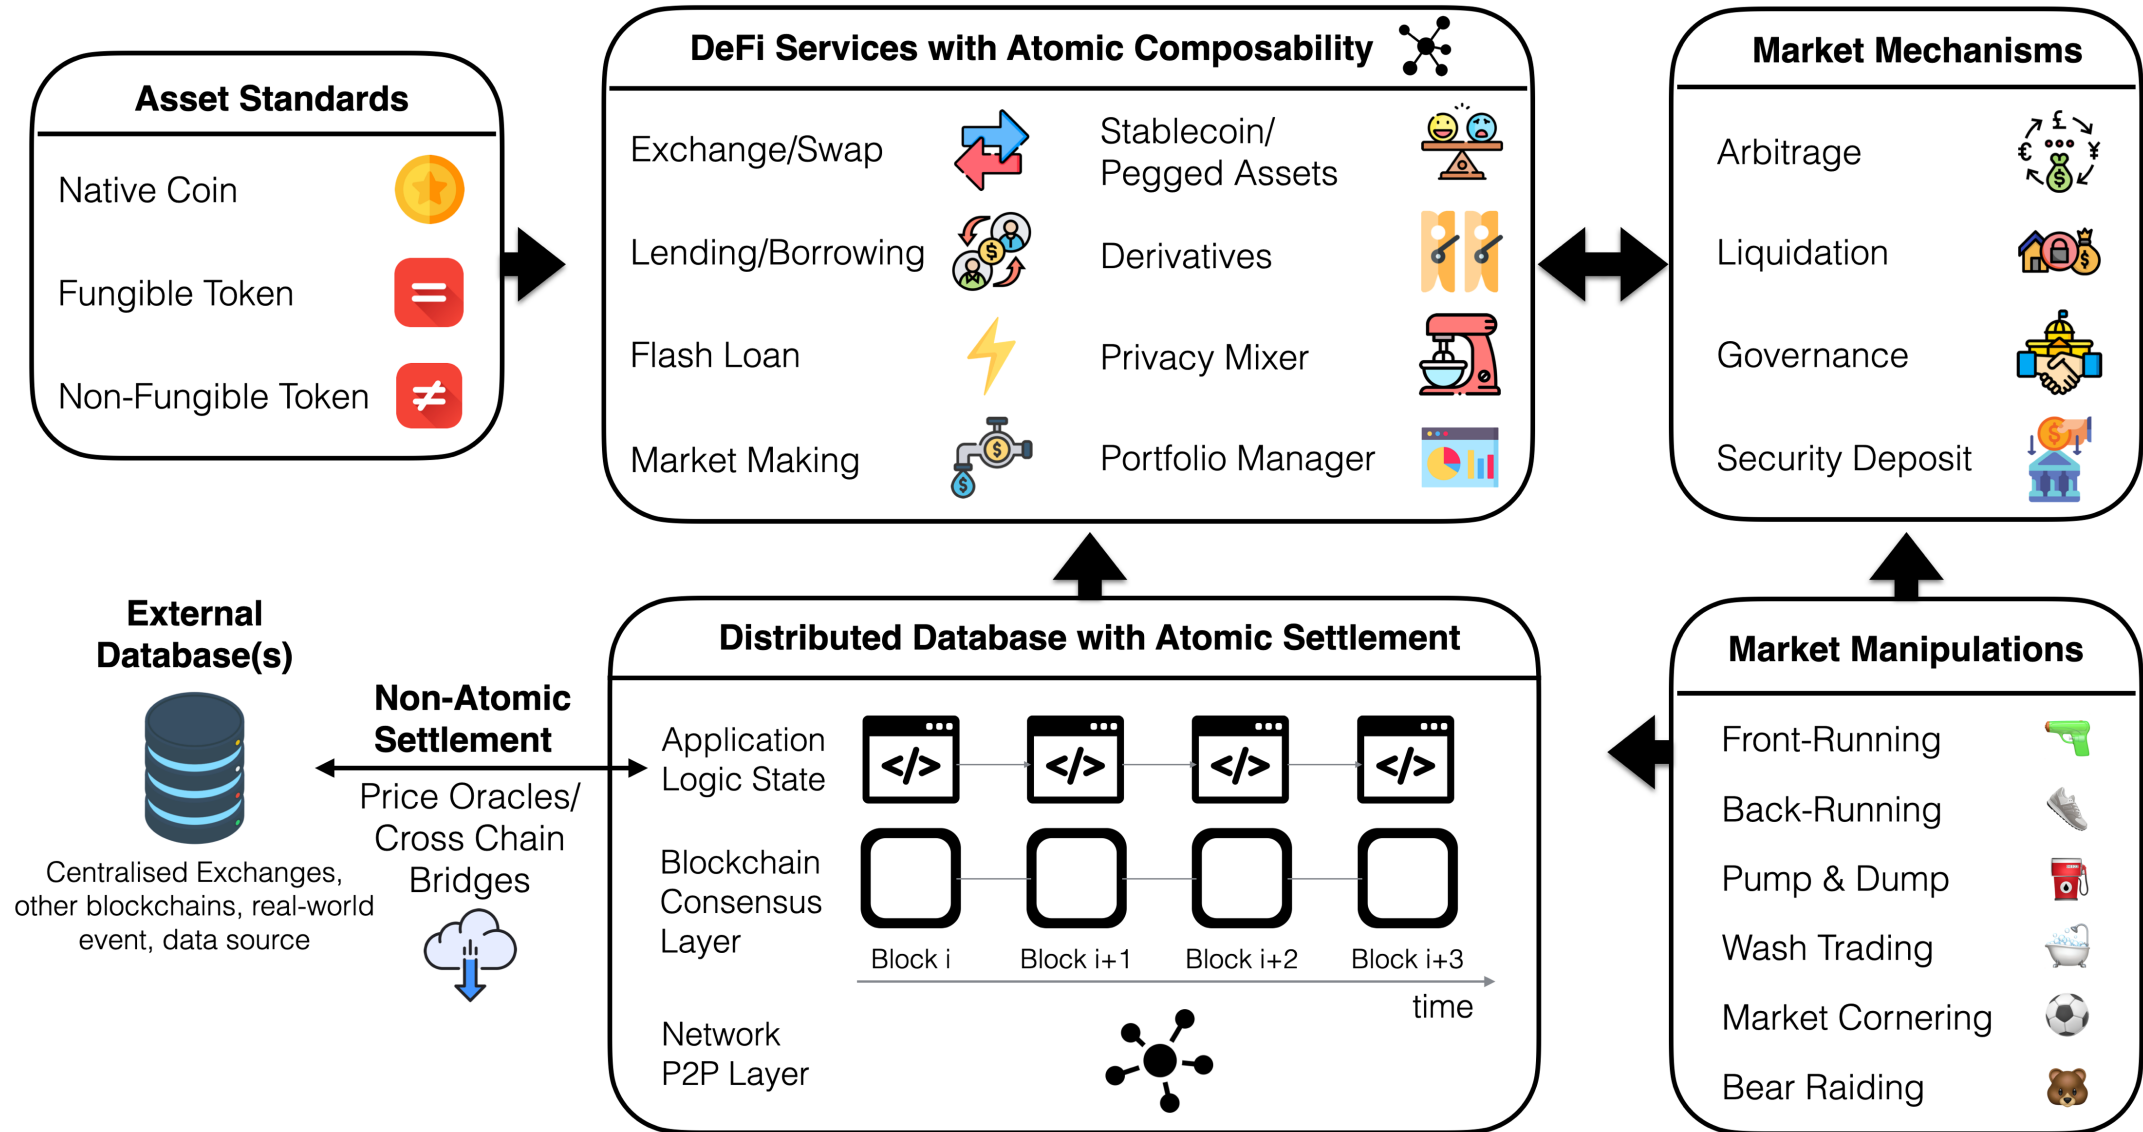 Asset Standards
Native Coin
Fungible Token
Non-Fungible Token
DeFi Services with Atomic Composability
Exchange/Swap
Lending/Borrowing
Flash Loan
Market Making
Stablecoin/
Pegged Assets
Derivatives
Privacy Mixer
Portfolio Manager
Market Mechanisms
Arbitrage
Liquidation
Governance
Security Deposit
External
Database(s)
Centralised Exchanges,
other blockchains, real-world
event, data source
Non-Atomic
Settlement
Price Oracles/
Cross Chain
Bridges
Distributed Database with Atomic Settlement
Application
Logic State
</> </> </> </>
Blockchain
Consensus
Layer
Block i Block i+1 Block i+2 Block i+3
time
Network
P2P Layer
Market Manipulations
Front-Running
Back-Running
Pump & Dump
Wash Trading
Market Cornering
Bear Raiding